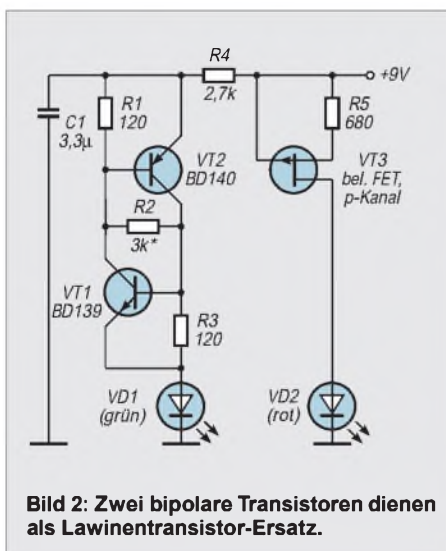 R4
2,7k
+9V
C1
3,3µ
R1
120
R5
680
VT2
BD140
VT3
bel. FET,
p-Kanal
R2
3k*
VT1
BD139
R3
120
VD1
(grün)
VD2
(rot)
Bild 2: Zwei bipolare Transistoren dienen
als Lawinentransistor-Ersatz.